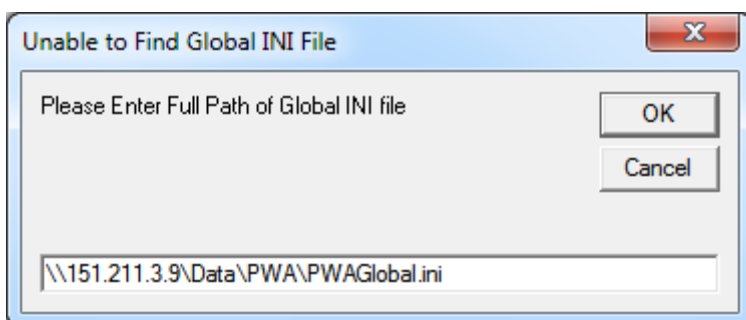 Unable to Find Global INI File
Please Enter Full Path of Global INI file
OK
Cancel
\\151.211.3.9\Data\PWA\PWAGlobal.ini